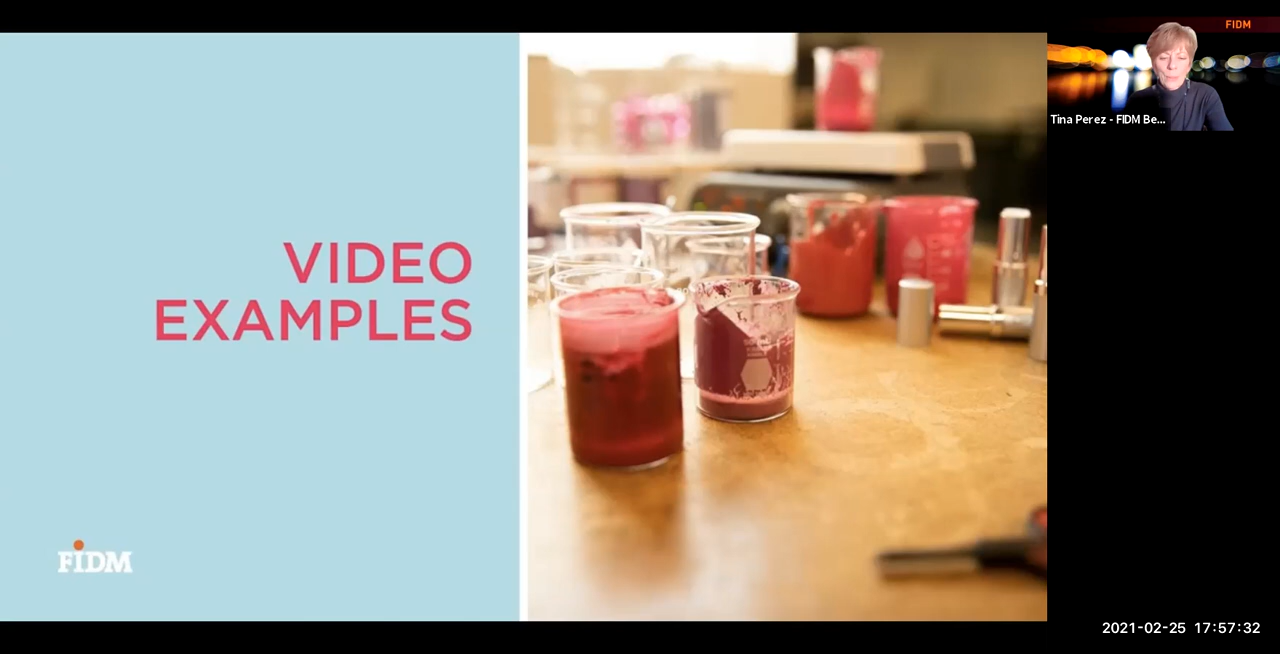 VIDEO
EXAMPLES
FIDM
FIDM
Tina Perez - FIDM Be...
2021-02-25 17:57:32